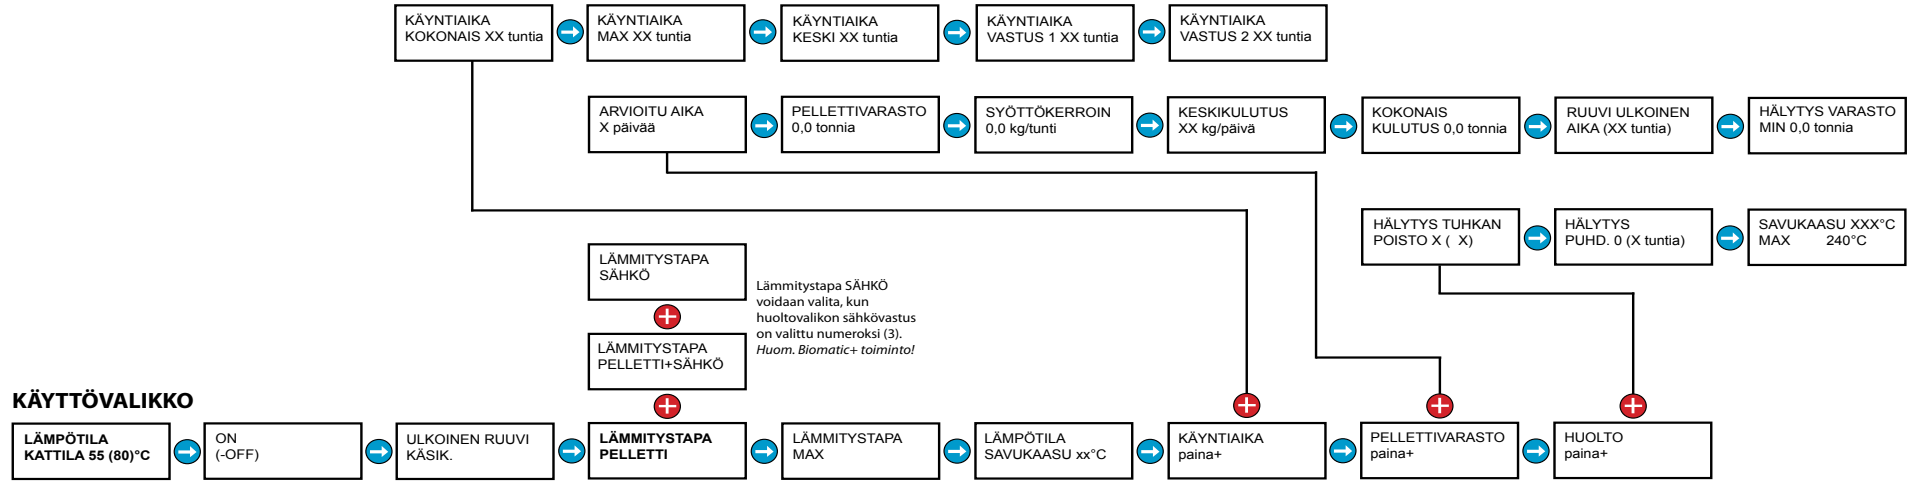 KÄYNTIAIKA
KOKONAIS XX tuntia
KÄYNTIAIKA
MAX XX tuntia
KÄYNTIAIKA
KESKI XX tuntia
KÄYNTIAIKA
VASTUS 1 XX tuntia
KÄYNTIAIKA
VASTUS 2 XX tuntia
ARVIOITU AIKA
X päivää
PELLETTIVARASTO
0,0 tonnia
SYÖTTÖKERROIN
0,0 kg/tunti
KESKIKULUTUS
XX kg/päivä
KOKONAIS
KULUTUS 0,0 tonnia
RUUVI ULKOINEN
AIKA (XX tuntia)
HÄLYTYS VARASTO
MIN 0,0 tonnia
HÄLYTYS TUHKAN
POISTO X ( X)
HÄLYTYS
PUHD. 0 (X tuntia)
SAVUKAASU XXX°C
MAX 240°C
LÄMMITYSTAPA
SÄHKÖ
Lämmitystapa SÄHKÖ
voidaan valita, kun
huoltovalikon sähkövastus
on valittu numeroksi (3).
Huom. Biomatic+ toiminto!
LÄMMITYSTAPA
PELLETTI+SÄHKÖ
KÄYTTÖVALIKKO
LÄMPÖTILA
KATTILA 55 (80)°C
ON
(-OFF)
ULKOINEN RUUVI
KÄSIK.
LÄMMITYSTAPA
PELLETTI
LÄMMITYSTAPA
MAX
LÄMPÖTILA
SAVUKAASU xx°C
KÄYNTIAIKA
paina+
PELLETTIVARASTO
paina+
HUOLTO
paina+